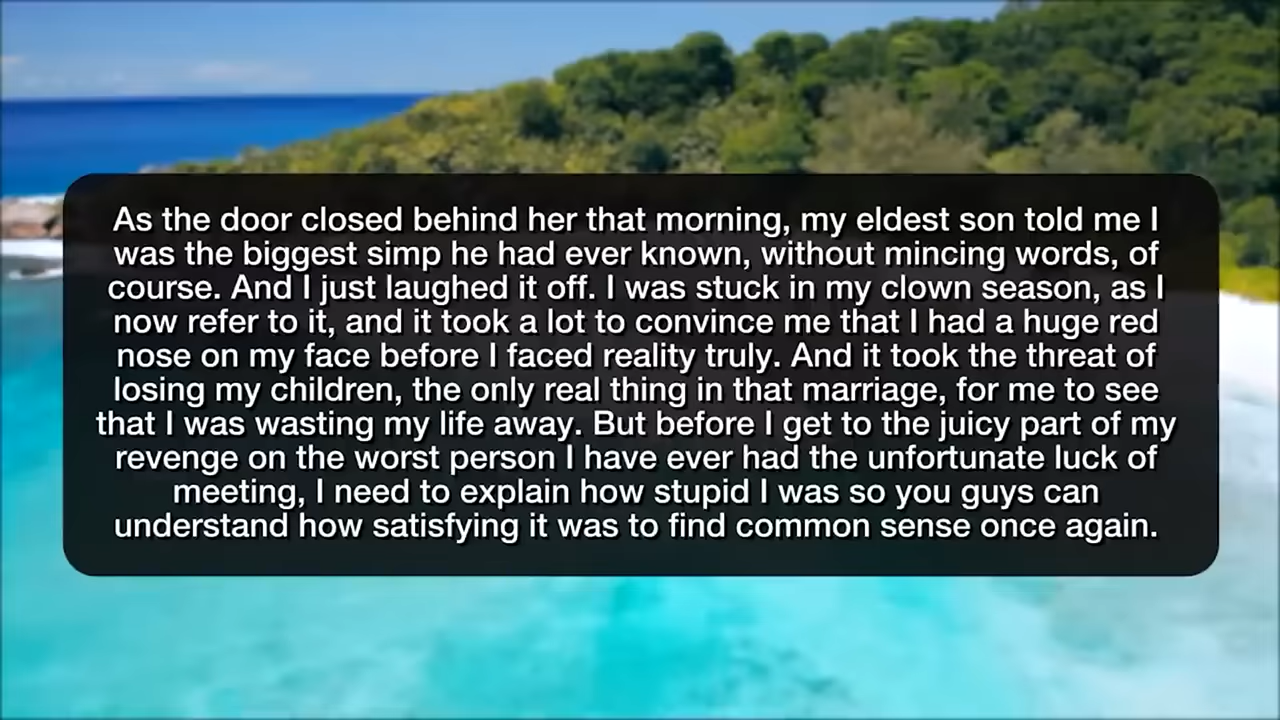 As the door closed behind her that morning, my eldest son told me I
was the biggest simp he had ever known, without mincing words, of
course. And I just laughed it off. I was stuck in my clown season, as I
now refer to it, and it took a lot to convince me that I had a huge red
nose on my face before I faced reality truly. And it took the threat of
losing my children, the only real thing in that marriage, for me to see
that I was wasting my life away. But before I get to the juicy part of my
revenge on the worst person I have ever had the unfortunate luck of
meeting, I need to explain how stupid I was so you guys can
understand how satisfying it was to find common sense once again.